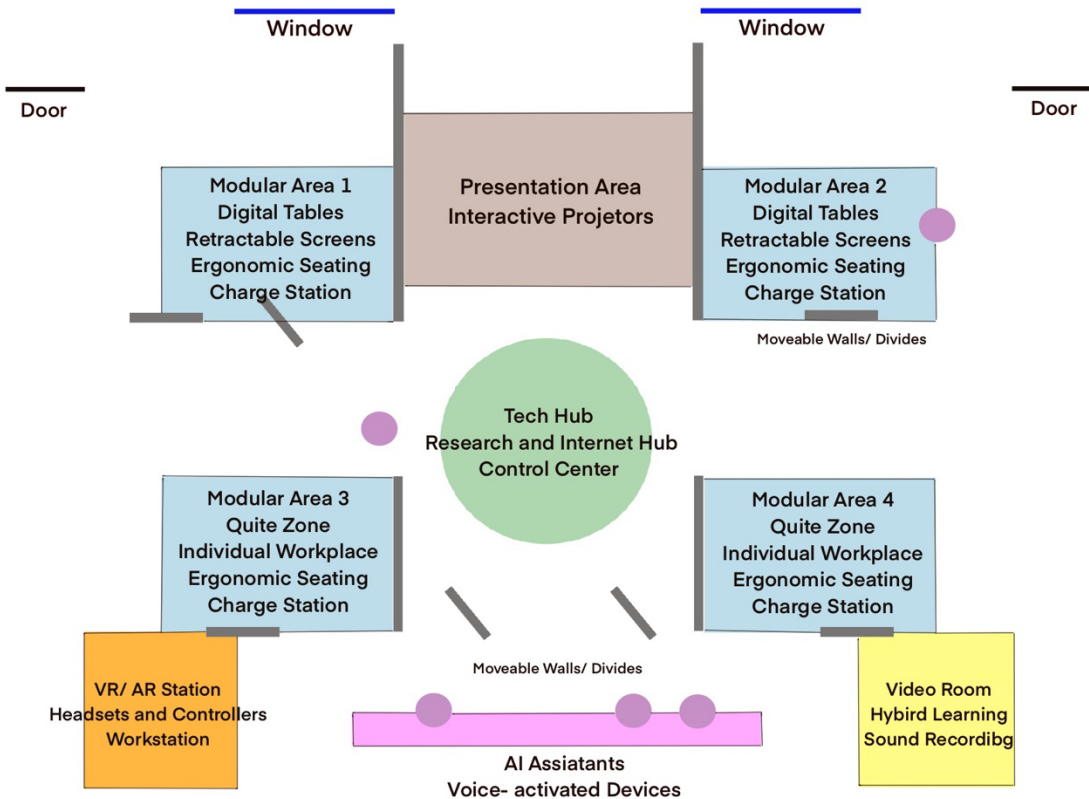 Window
Window
Door
Door
Modular Area 1
Digital Tables
Retractable Screens
Ergonomic Seating
Charge Station
Presentation Area
Interactive Projetors
Modular Area 2
Digital Tables
Retractable Screens
Ergonomic Seating
Charge Station
Moveable Walls/ Divides
Tech Hub
Research and Internet Hub
Control Center
Modular Area 3
Quite Zone
Individual Workplace
Ergonomic Seating
Charge Station
Modular Area 4
Quite Zone
Individual Workplace
Ergonomic Seating
Charge Station
Moveable Walls/ Divides
VR/ AR Station
Headsets and Controllers
Workstation
Video Room
Hybird Learning
Sound Recordibg
AI Assiatants
Voice- activated Devices